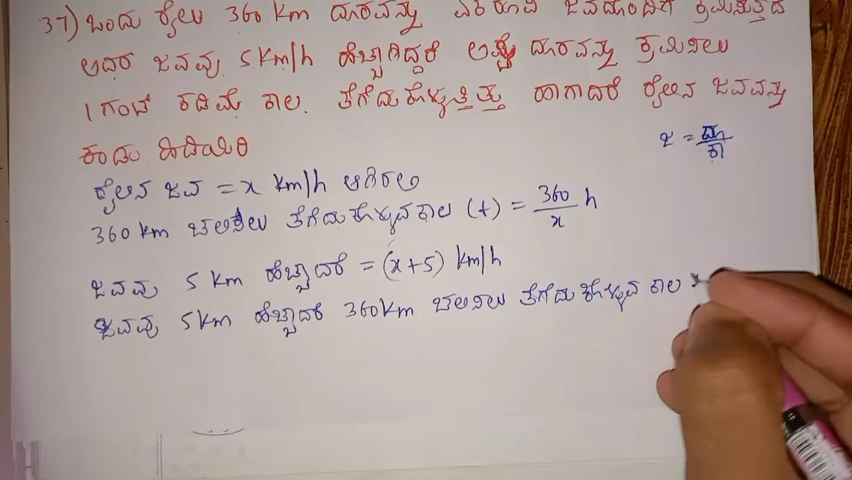 37) ಒಂದು ರೈಲು 360 km ದೂರವನ್ನು ಏಕರೂಪ ಜವದೊಂದಿಗೆ ಕ್ರಮಿಸುತ್ತದೆ
ಅದರ ಜವವು 5 Km/h ಹೆಚ್ಚಾಗಿದ್ದರೆ ಅಷ್ಟೇ ದೂರವನ್ನು ಕ್ರಮಿಸಲು
1 ಗಂಟೆ ಕಡಿಮೆ ಕಾಲ ತೆಗೆದುಕೊಳ್ಳುತ್ತಿತ್ತು ಹಾಗಾದರೆ ರೈಲಿನ ಜವವನ್ನು
ಕಂಡು ಹಿಡಿಯಿರಿ
ಜ = ದೂ/ಕಾ
ರೈಲಿನ ಜವ = x km/h ಆಗಿರಲಿ
360 km ಚಲಿಸಲು ತೆಗೆದುಕೊಳ್ಳುವ ಕಾಲ (t) = 360/x h
ಜವವು 5 km ಹೆಚ್ಚಾದರೆ = (x+5) km/h
ಜವವು 5 km ಹೆಚ್ಚಾದರೆ 360 km ಚಲಿಸಲು ತೆಗೆದುಕೊಳ್ಳುವ ಕಾಲ